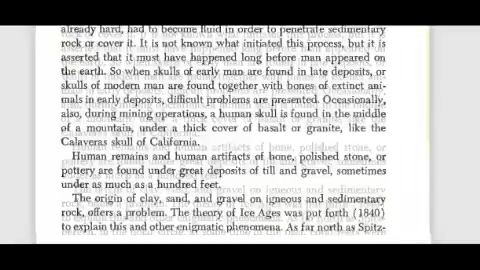 already hard, had to become fluid in order to penetrate sedimentary
rock or cover it. It is not known what initiated this process, but it is
asserted that it must have happened long before man appeared on
the earth. So when skulls of early man are found in late deposits, or
skulls of modern man are found together with bones of extinct ani-
mals in early deposits, difficult problems are presented. Occasionally,
also, during mining operations, a human skull is found in the middle
of a mountain, under a thick cover of basalt or granite, like the
Calaveras skull of California.
Human remains and human artifacts of bone, polished stone, or
pottery are found under great deposits of till and gravel, sometimes
under as much as a hundred feet.
The origin of clay, sand, and gravel on igneous and sedimentary
rock, offers a problem. The theory of Ice Ages was put forth (1840)
to explain this and other enigmatic phenomena. As far north as Spitz-